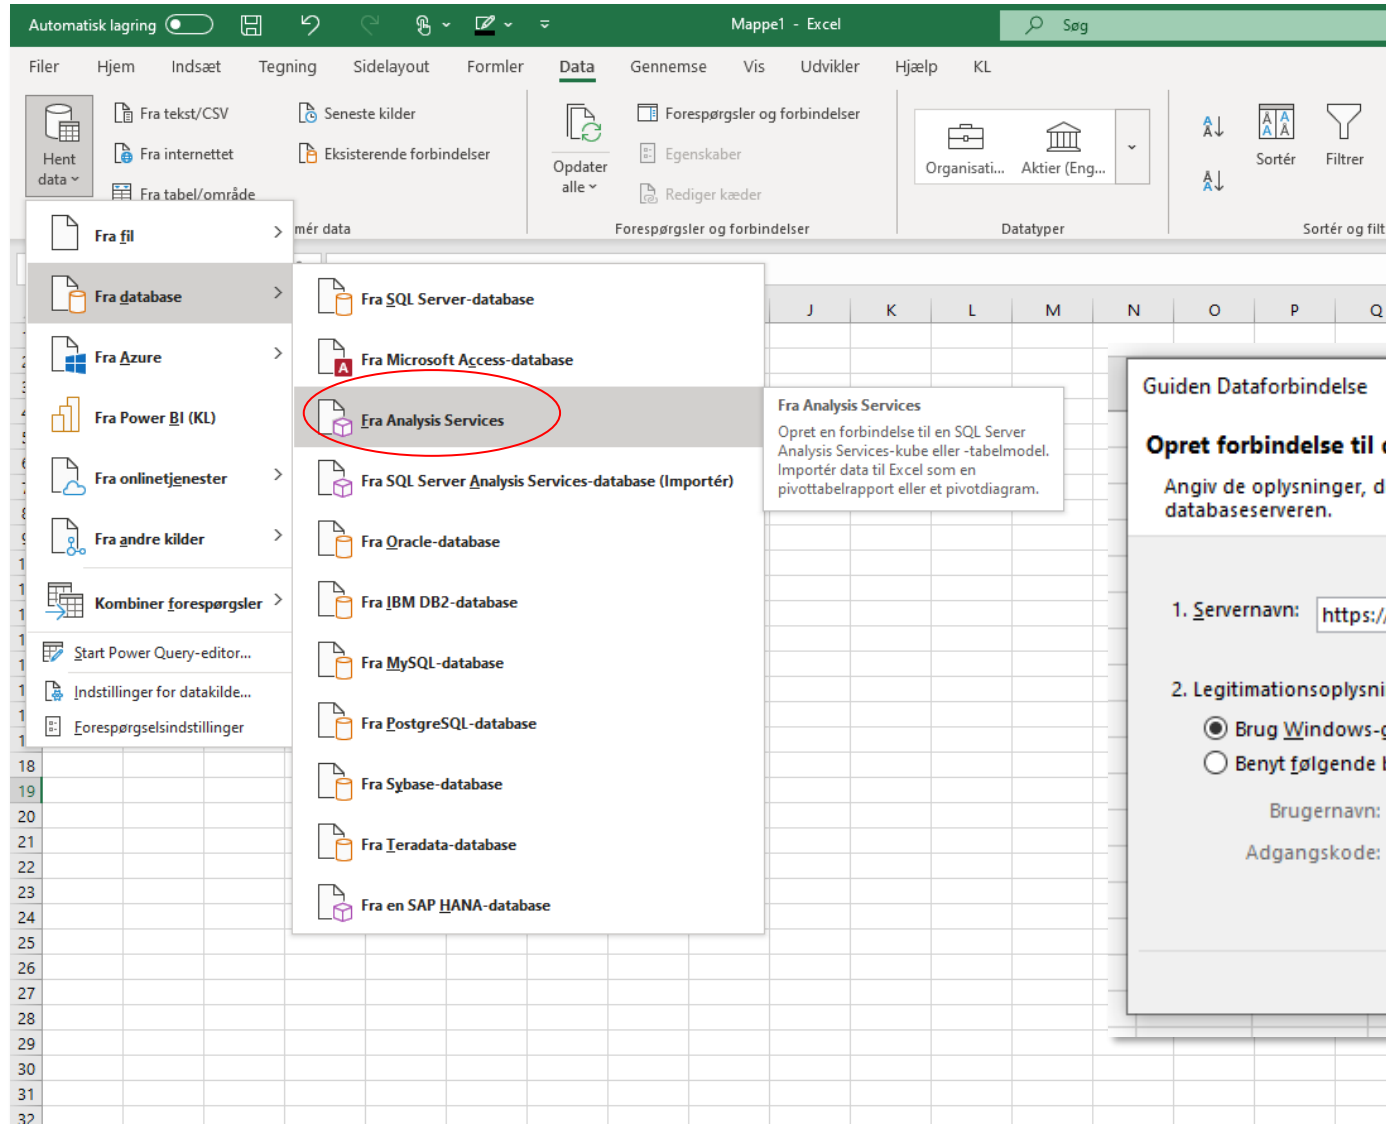 Automatisk lagring
Mappe1 - Excel
Søg
Filer Hjem Indsæt Tegning Sidelayout Formler Data Gennemse Vis Udvikler Hjælp KL
Hent data
Fra tekst/CSV
Fra internettet
Fra tabel/område
Seneste kilder
Eksisterende forbindelser
mér data
Opdater alle
Forespørgsler og forbindelser
Egenskaber
Rediger kæder
Forespørgsler og forbindelser
Organisati...
Aktier (Eng...
Datatyper
Sortér
Filtrer
Sortér og filt
Fra fil
Fra database
Fra Azure
Fra Power BI (KL)
Fra onlinetjenester
Fra andre kilder
Kombiner forespørgsler
Start Power Query-editor...
Indstillinger for datakilde...
Forespørgselsindstillinger
Fra SQL Server-database
Fra Microsoft Access-database
Fra Analysis Services
Fra SQL Server Analysis Services-database (Importér)
Fra Oracle-database
Fra IBM DB2-database
Fra MySQL-database
Fra PostgreSQL-database
Fra Sybase-database
Fra Teradata-database
Fra en SAP HANA-database
Fra Analysis Services
Opret en forbindelse til en SQL Server
Analysis Services-kube eller -tabelmodel.
Importér data til Excel som en
pivottabelrapport eller et pivotdiagram.
J K L M N O P Q
18
19
20
21
22
23
24
25
26
27
28
29
30
31
32
Guiden Dataforbindelse
Opret forbindelse til
Angiv de oplysninger, d
databaseserveren.
1. Servernavn: https:/
2. Legitimationsoplysni
Brug Windows-g
Benyt følgende
Brugernavn:
Adgangskode: